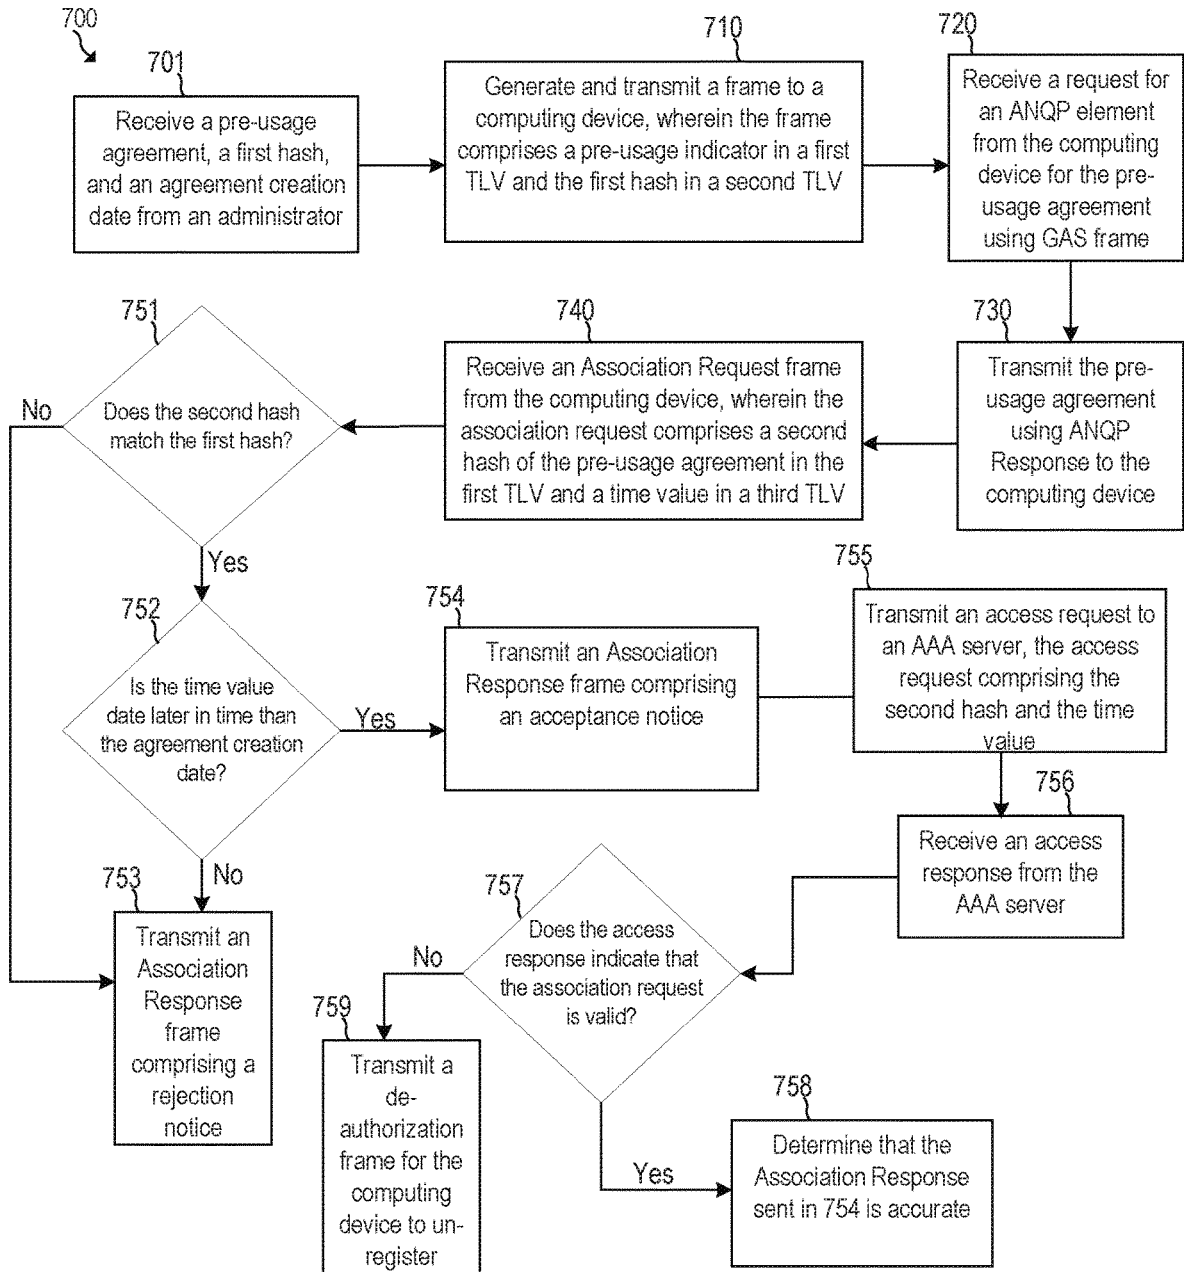 700
701
Receive a pre-usage
agreement, a first hash,
and an agreement creation
date from an administrator
710
Generate and transmit a frame to a
computing device, wherein the frame
comprises a pre-usage indicator in a first
TLV and the first hash in a second TLV
720
Receive a request for
an ANQP element
from the computing
device for the pre-
usage agreement
using GAS frame
730
Transmit the pre-
usage agreement
using ANQP
Response to the
computing device
740
Receive an Association Request frame
from the computing device, wherein the
association request comprises a second
hash of the pre-usage agreement in the
first TLV and a time value in a third TLV
751
Does the second hash
match the first hash?
No
Yes
752
Is the time value
date later in time than
the agreement creation
date?
Yes
No
753
Transmit an
Association
Response
frame
comprising a
rejection
notice
754
Transmit an Association
Response frame comprising
an acceptance notice
755
Transmit an access request to
an AAA server, the access
request comprising the
second hash and the time
value
756
Receive an access
response from the
AAA server
757
Does the access
response indicate that
the association request
is valid?
No
Yes
759
Transmit a
de-
authorization
frame for the
computing
device to un-
register
758
Determine that the
Association Response
sent in 754 is accurate